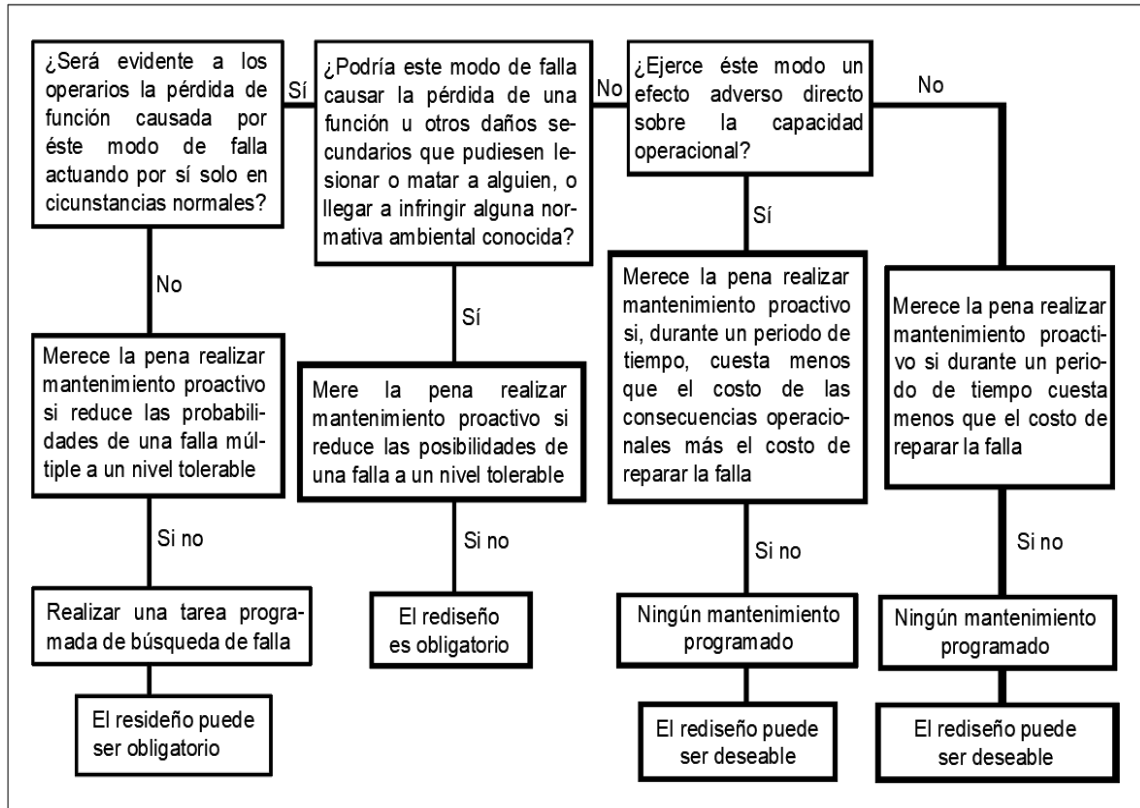 ¿Será evidente a los
operarios la pérdida de
función causada por
éste modo de falla
actuando por sí solo en
cicunstancias normales?
Sí
¿Podría este modo de falla
causar la pérdida de una
función u otros daños se-
cundarios que pudiesen le-
sionar o matar a alguien, o
llegar a infringir alguna nor-
mativa ambiental conocida?
No
¿Ejerce éste modo un
efecto adverso directo
sobre la capacidad
operacional?
No
No
Sí
Sí
Merece la pena realizar
mantenimiento proactivo
si reduce las probabili-
dades de una falla múl-
tiple a un nivel tolerable
Mere la pena realizar
mantenimiento proactivo si
reduce las posibilidades de
una falla a un nivel tolerable
Merece la pena realizar
mantenimiento proactivo
si, durante un periodo de
tiempo, cuesta menos
que el costo de las
consecuencias operacio-
nales más el costo de
reparar la falla
Merece la pena realizar
mantenimiento proacti-
vo si durante un perio-
do de tiempo cuesta
menos que el costo de
reparar la falla
Si no
Si no
Si no
Si no
Realizar una tarea progra-
mada de búsqueda de falla
El rediseño
es obligatorio
Ningún mantenimiento
programado
Ningún mantenimiento
programado
El resideño puede
ser obligatorio
El rediseño puede
ser deseable
El rediseño puede
ser deseable